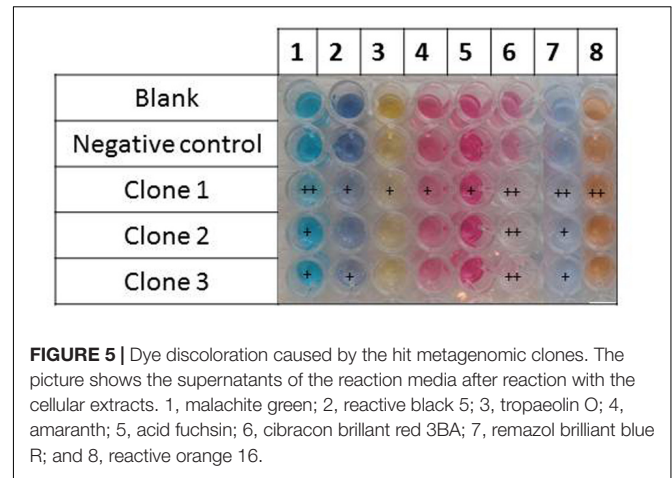 1 2 3 4 5 6 7 8
Blank
Negative control
Clone 1 ++ + + + + ++ ++ ++
Clone 2 + ++ +
Clone 3 + + ++ +
FIGURE 5 | Dye discoloration caused by the hit metagenomic clones. The
picture shows the supernatants of the reaction media after reaction with the
cellular extracts. 1, malachite green; 2, reactive black 5; 3, tropaeolin O; 4,
amaranth; 5, acid fuchsin; 6, cibracon brillant red 3BA; 7, remazol brilliant blue
R; and 8, reactive orange 16.